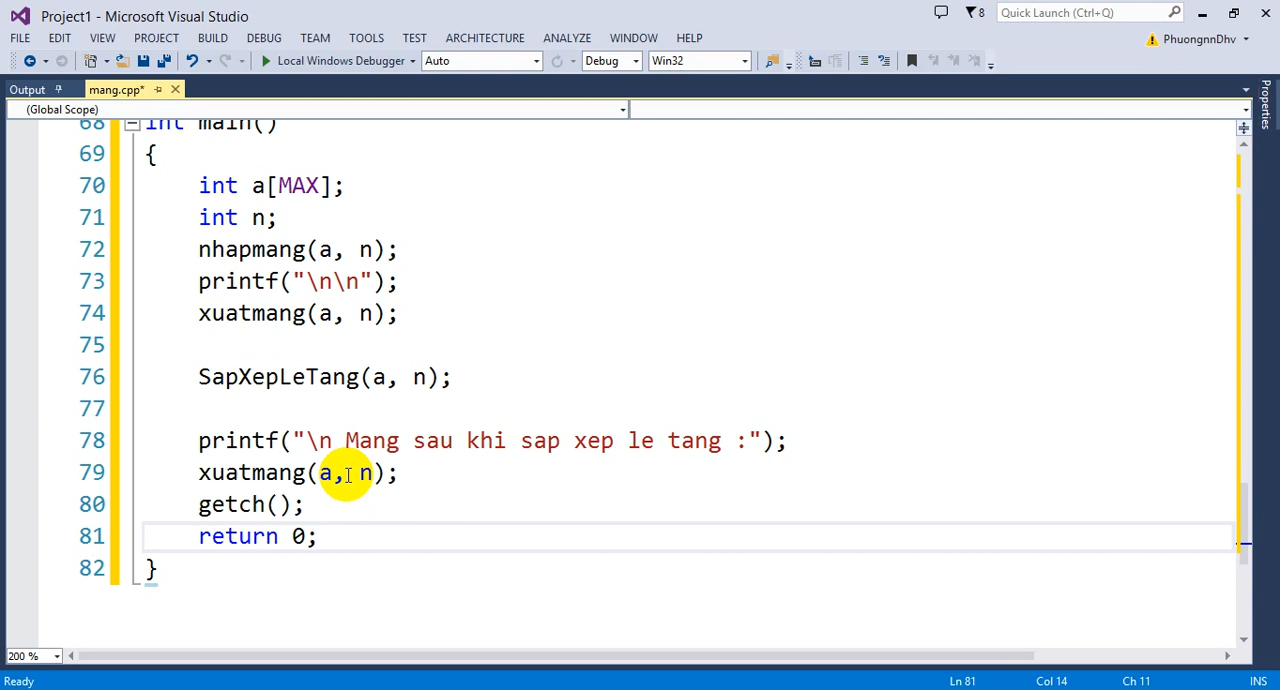 Project1 - Microsoft Visual Studio
8
Quick Launch (Ctrl+Q)
FILE EDIT VIEW PROJECT BUILD DEBUG TEAM TOOLS TEST ARCHITECTURE ANALYZE WINDOW HELP
PhuongnnDhv
Local Windows Debugger Auto Debug Win32
Output mang.cpp*
Properties
(Global Scope)
68 int main()
69 {
70 int a[MAX];
71 int n;
72 nhapmang(a, n);
73 printf("\n\n");
74 xuatmang(a, n);
75
76 SapXepLeTang(a, n);
77
78 printf("\n Mang sau khi sap xep le tang :");
79 xuatmang(a, n);
80 getch();
81 return 0;
82 }
200 %
Ready Ln 81 Col 14 Ch 11 INS